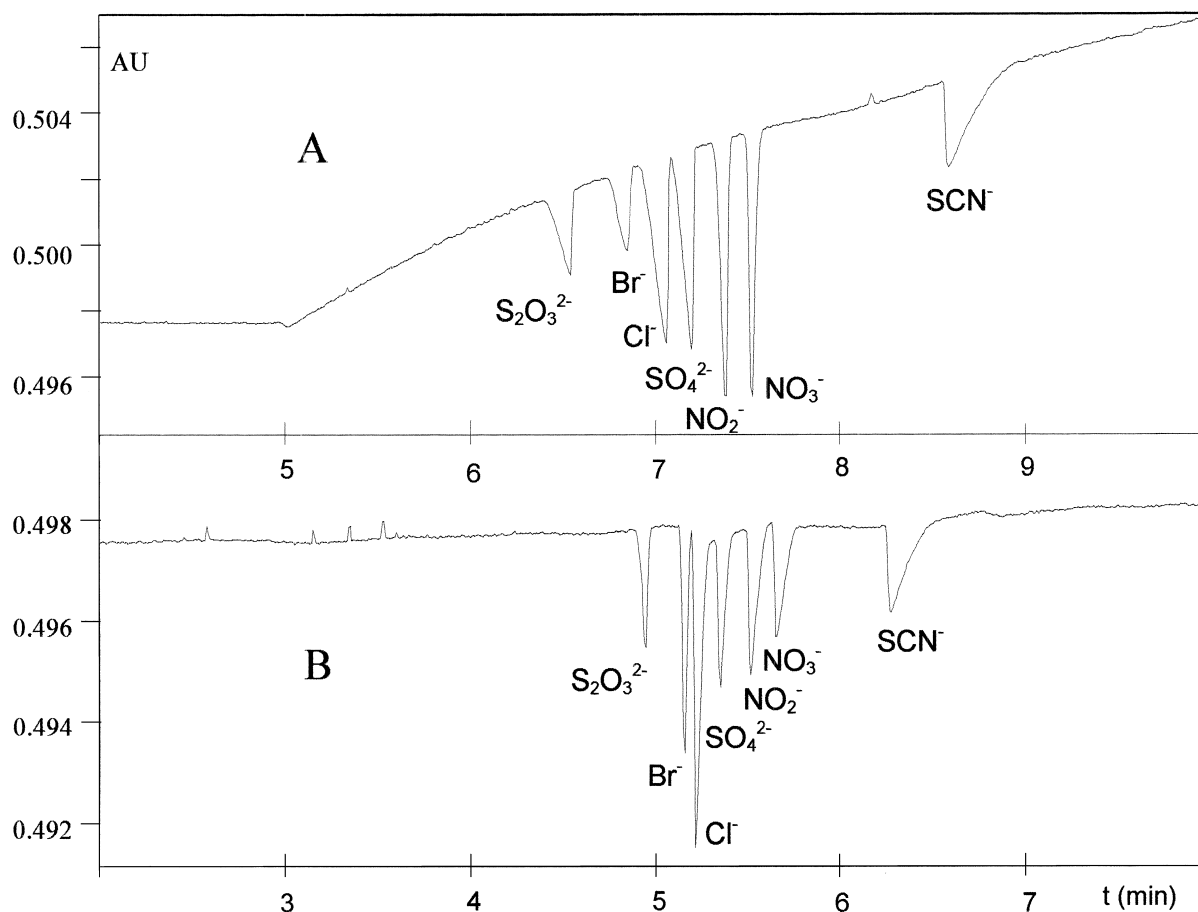 AU
0.504
A
SCN⁻
0.500
Br⁻
S₂O₃²⁻
Cl⁻
SO₄²⁻
0.496
NO₃⁻
NO₂⁻
5 6 7 8 9
0.498
0.496
SCN⁻
B
NO₃⁻
S₂O₃²⁻
NO₂⁻
0.494
SO₄²⁻
Br⁻
0.492
Cl⁻
3 4 5 6 7 t (min)